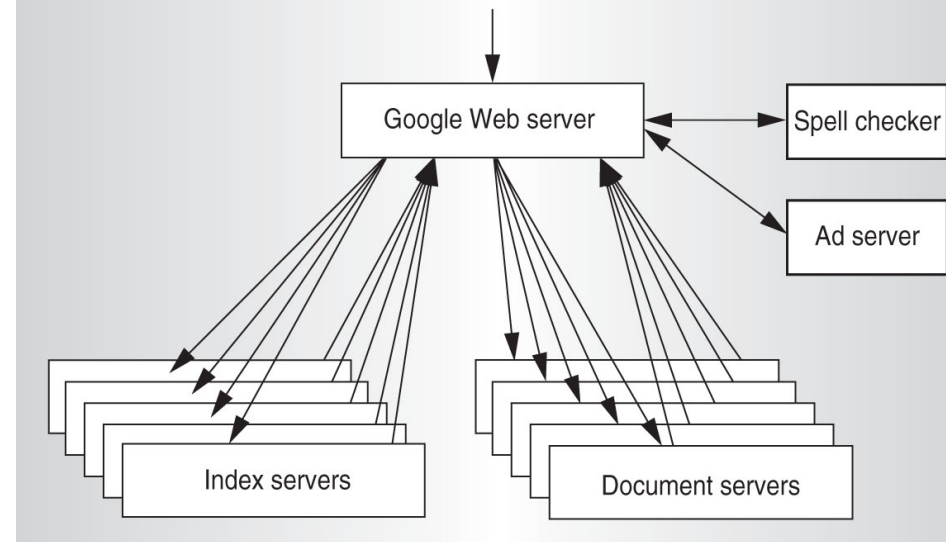 Google Web server
Spell checker
Ad server
Index servers
Document servers